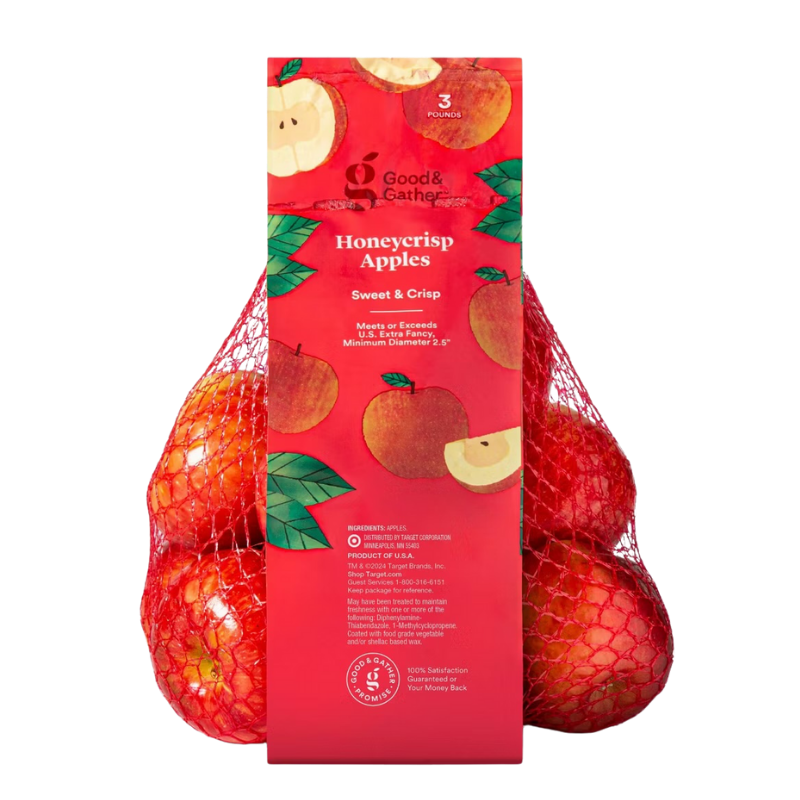 3
POUNDS
Good&
Gather™
Honeycrisp
Apples
Sweet & Crisp
Meets or Exceeds
U.S. Extra Fancy,
Minimum Diameter 2.5"
INGREDIENTS: APPLES.
DISTRIBUTED BY TARGET CORPORATION
MINNEAPOLIS, MN 55403
PRODUCT OF U.S.A.
TM & ©2024 Target Brands, Inc.
Shop Target.com
Guest Services 1-800-316-6151
Keep package for reference.
May have been treated to maintain
freshness with one or more of the
following: Diphenylamine-
Thiabendazole, 1-Methylcyclopropene,
Coated with food grade vegetable
and/or shellac based wax.
GOOD & GATHER
PROMISE
g
100% Satisfaction
Guaranteed or
Your Money Back